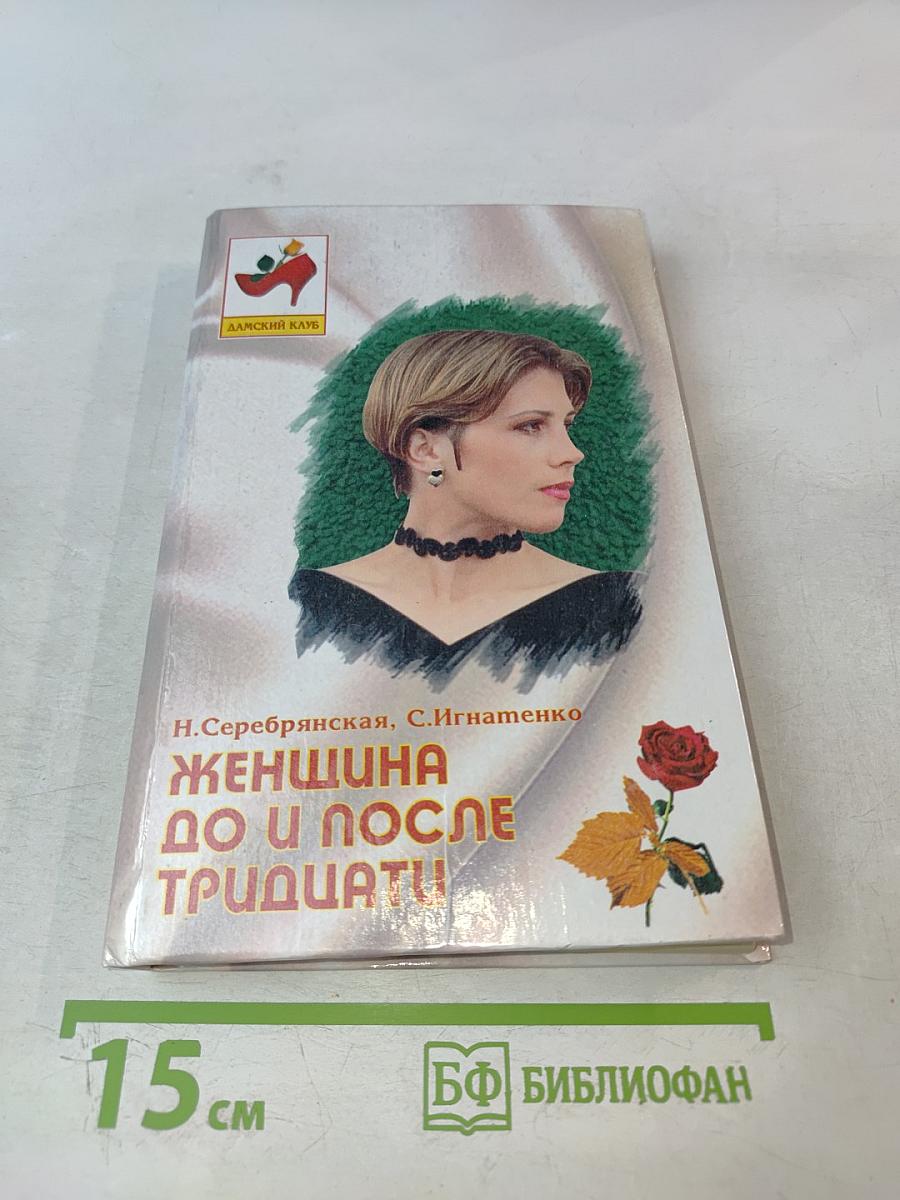 ДАМСКИЙ КЛУБ
Н.Серебрянская, С.Игнатенко
ЖЕНЩИНА
ДО И ПОСЛЕ
ТРИДЦАТИ
15 см
БФ БИБЛИОФАН